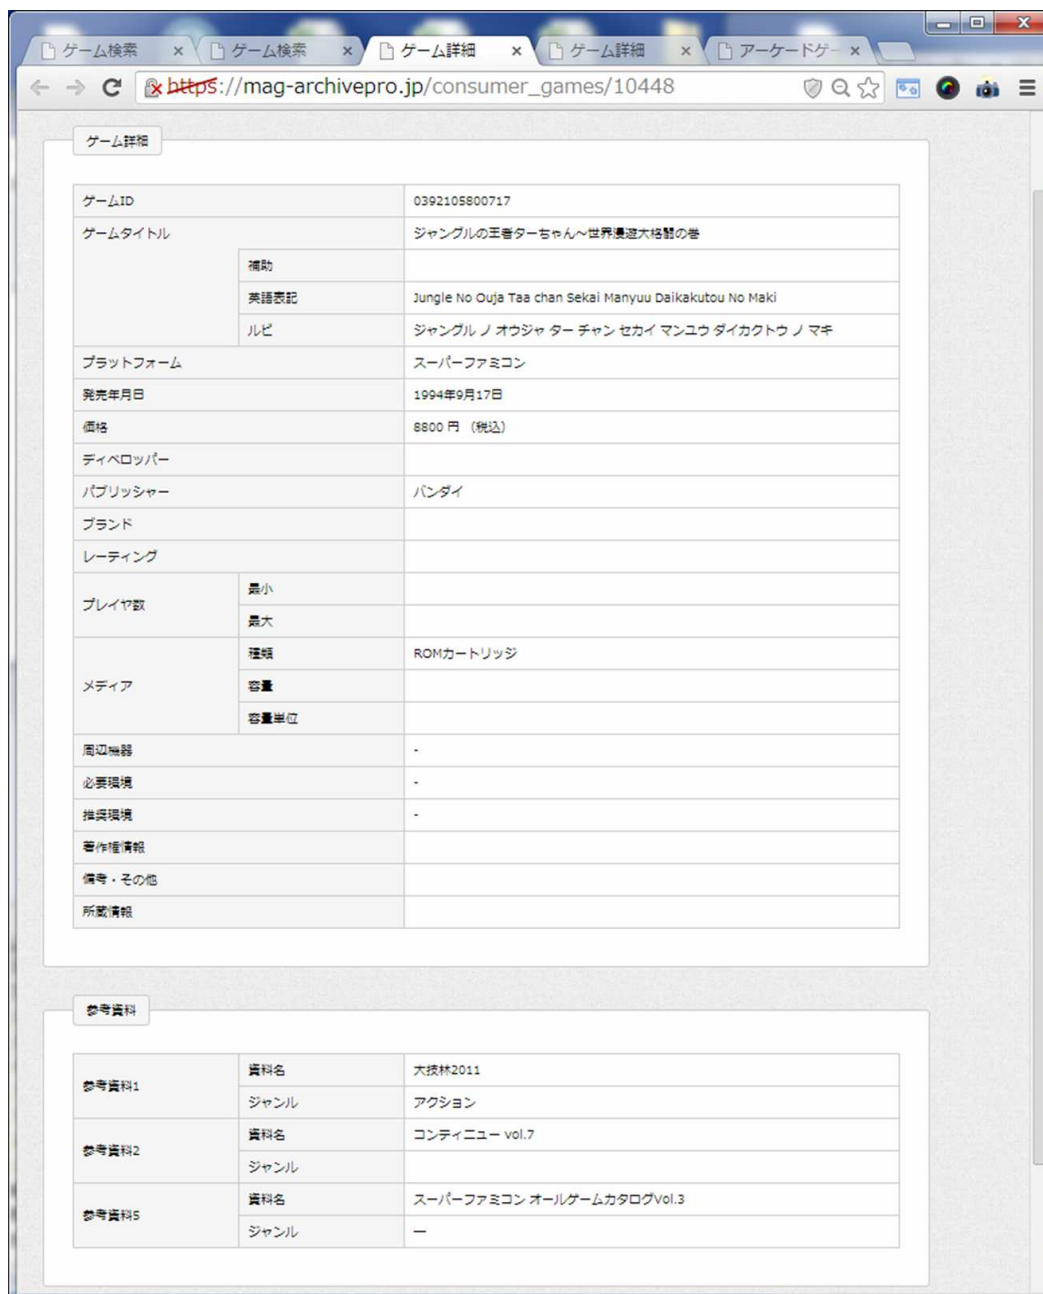 ゲーム検索 ゲーム検索 ゲーム詳細 ゲーム詳細 アーケードゲー
https://mag-archivepro.jp/consumer_games/10448
ゲーム詳細
ゲームID 0392105800717
ゲームタイトル ジャングルの王者ターちゃん～世界漫遊大格闘の巻
補助
英語表記 Jungle No Ouja Taa chan Sekai Manyuu Daikakutou No Maki
ルビ ジャングル ノ オウジャ ター チャン セカイ マンユウ ダイカクトウ ノ マキ
プラットフォーム スーパーファミコン
発売年月日 1994年9月17日
価格 8800 円 （税込）
ディベロッパー
パブリッシャー バンダイ
ブランド
レーティング
プレイヤ数 最小
最大
メディア 種類 ROMカートリッジ
容量
容量単位
周辺機器 -
必要環境 -
推奨環境 -
著作権情報
備考・その他
所蔵情報
参考資料
参考資料1 資料名 大技林2011
ジャンル アクション
参考資料2 資料名 コンティニュー vol.7
ジャンル
参考資料5 資料名 スーパーファミコン オールゲームカタログVol.3
ジャンル —